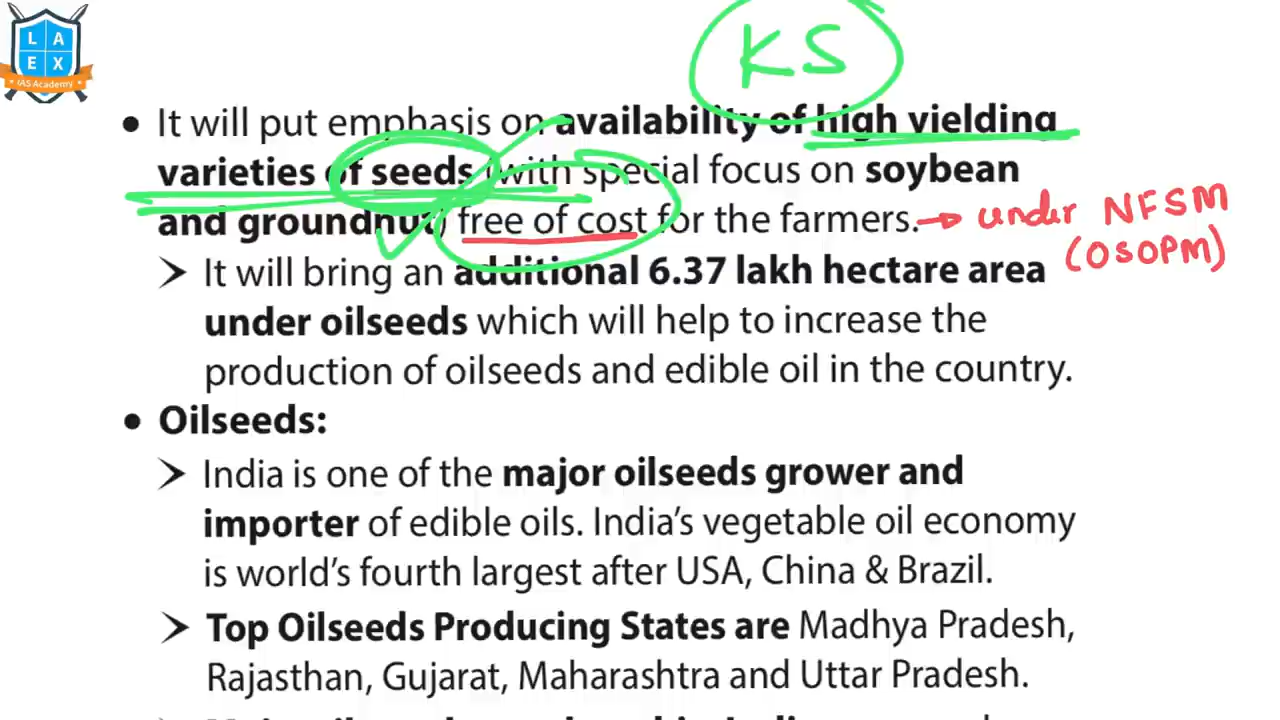 LA
EX
IAS Academy
KS
• It will put emphasis on availability of high yielding
varieties of seeds (with special focus on soybean
and groundnut) free of cost for the farmers. → under NFSM
(OSOPM)
➤ It will bring an additional 6.37 lakh hectare area
under oilseeds which will help to increase the
production of oilseeds and edible oil in the country.
• Oilseeds:
➤ India is one of the major oilseeds grower and
importer of edible oils. India's vegetable oil economy
is world's fourth largest after USA, China & Brazil.
➤ Top Oilseeds Producing States are Madhya Pradesh,
Rajasthan, Gujarat, Maharashtra and Uttar Pradesh.